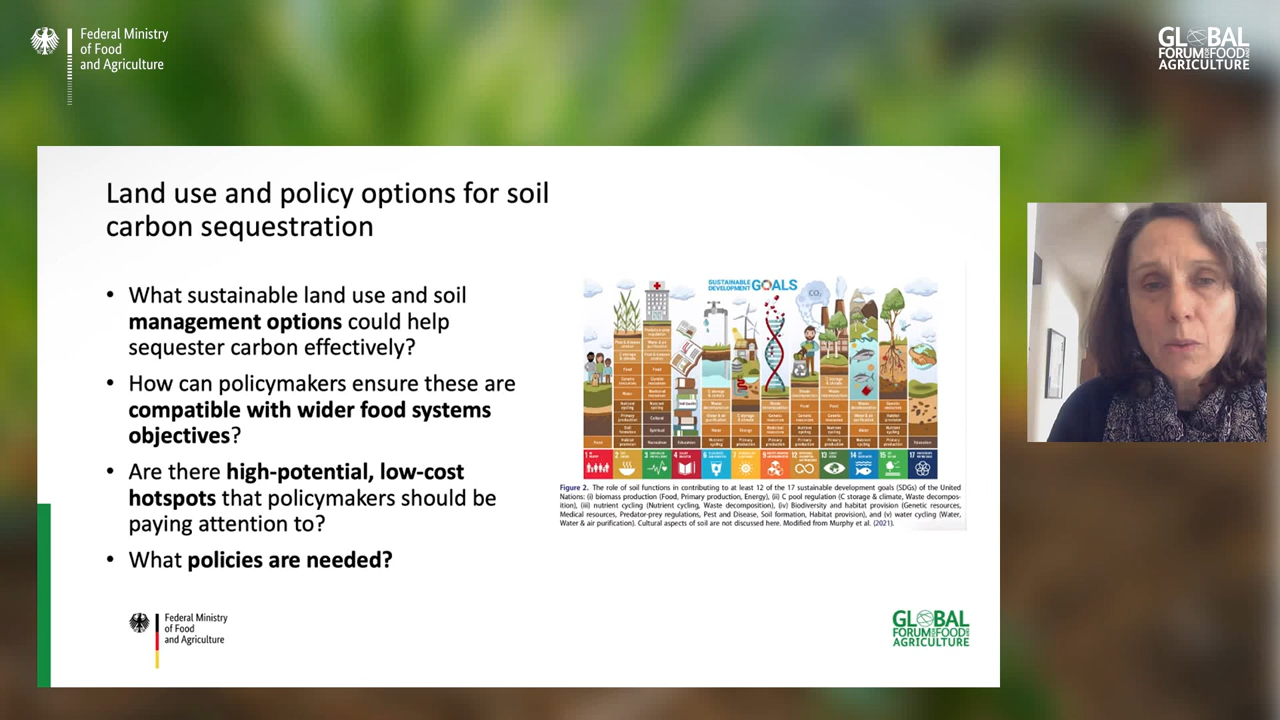 Federal Ministry
of Food
and Agriculture
GLOBAL
FORUM FOR FOOD AND
AGRICULTURE
Land use and policy options for soil
carbon sequestration
• What sustainable land use and soil
management options could help
sequester carbon effectively?
• How can policymakers ensure these are
compatible with wider food systems
objectives?
• Are there high-potential, low-cost
hotspots that policymakers should be
paying attention to?
• What policies are needed?
SUSTAINABLE
DEVELOPMENT GOALS
CO2
Figure 2. The role of soil functions in contributing to at least 12 of the 17 sustainable development goals (SDGs) of the United
Nations: (i) biomass production (Food, Primary production, Energy), (ii) C pool regulation (C storage & climate, Waste decompos-
ition), (iii) nutrient cycling (Nutrient cycling, Waste decomposition), (iv) Biodiversity and habitat provision (Genetic resources,
Medical resources, Predator-prey regulations, Pest and Disease, Soil formation, Habitat provision), and (v) water cycling (Water,
Water & air purification). Cultural aspects of soil are not discussed here. Modified from Murphy et al. (2021).
Federal Ministry
of Food
and Agriculture
GLOBAL
FORUM FOR FOOD AND
AGRICULTURE